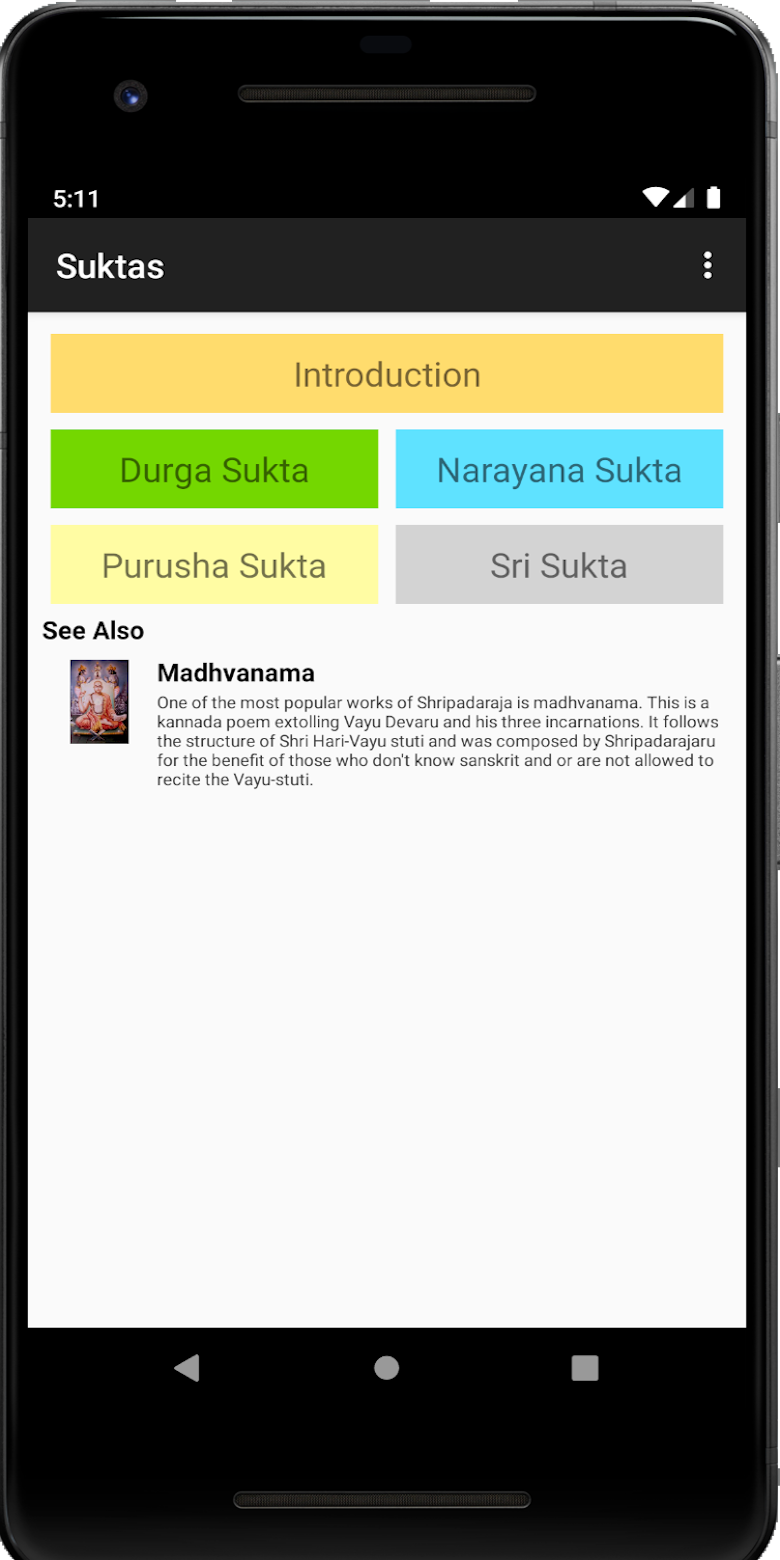 5:11
Suktas
Introduction
Durga Sukta
Narayana Sukta
Purusha Sukta
Sri Sukta
See Also
Madhvanama
One of the most popular works of Shripadaraja is madhvanama. This is a
kannada poem extolling Vayu Devaru and his three incarnations. It follows
the structure of Shri Hari-Vayu stuti and was composed by Shripadarajaru
for the benefit of those who don't know sanskrit and or are not allowed to
recite the Vayu-stuti.